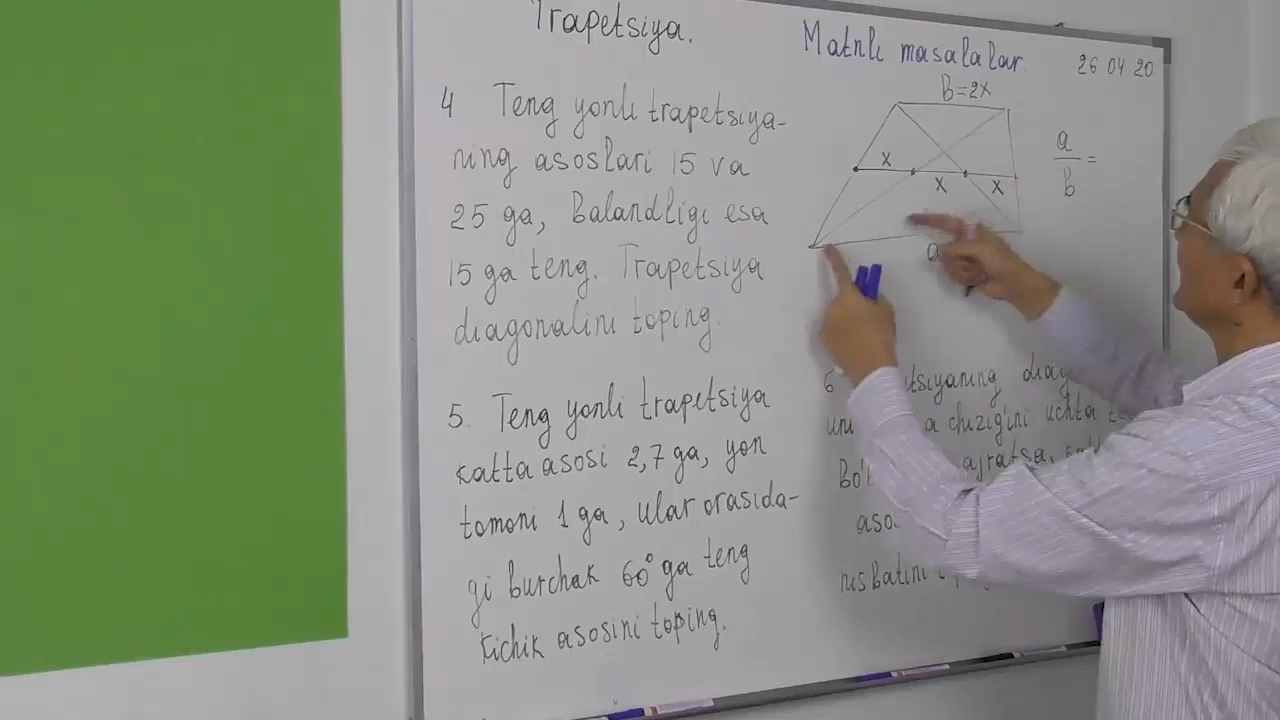 Trapetsiya.
Matnli masalalar.
26 04 20.
4 Teng yonli trapetsiya-
ning asoslari 15 va
25 ga, Balandligi esa
15 ga teng. Trapetsiya
diagonalini toping.
5. Teng yonli trapetsiya
katta asosi 2,7 ga, yon
tomoni 1 ga, ular orasida-
gi burchak 60° ga teng
kichik asosini toping.
B=2x
x
x
x
a
a
B
=
6
chizig'ini uchta
ajratsa,
nisbatini